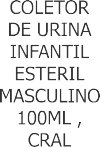 COLETOR
DE URINA
INFANTIL
ESTERIL
MASCULINO
100ML ,
CRAL